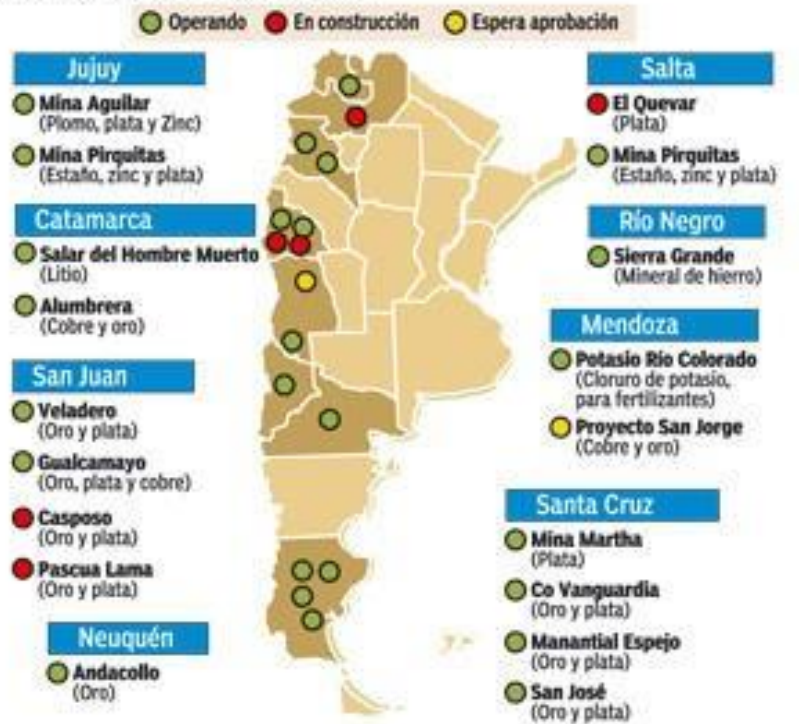 Operando En construcción Espera aprobación
Jujuy
Mina Aguilar
(Plomo, plata y Zinc)
Mina Pirquitas
(Estaño, zinc y plata)
Catamarca
Salar del Hombre Muerto
(Litio)
Alumbrera
(Cobre y oro)
San Juan
Veladero
(Oro y plata)
Gualcamayo
(Oro, plata y cobre)
Casposo
(Oro y plata)
Pascua Lama
(Oro y plata)
Neuquén
Andacollo
(Oro)
Salta
El Quevar
(Plata)
Mina Pirquitas
(Estaño, zinc y plata)
Río Negro
Sierra Grande
(Mineral de hierro)
Mendoza
Potasio Río Colorado
(Cloruro de potasio,
para fertilizantes)
Proyecto San Jorge
(Cobre y oro)
Santa Cruz
Mina Martha
(Plata)
Co Vanguardia
(Oro y plata)
Manantial Espejo
(Oro y plata)
San José
(Oro y plata)